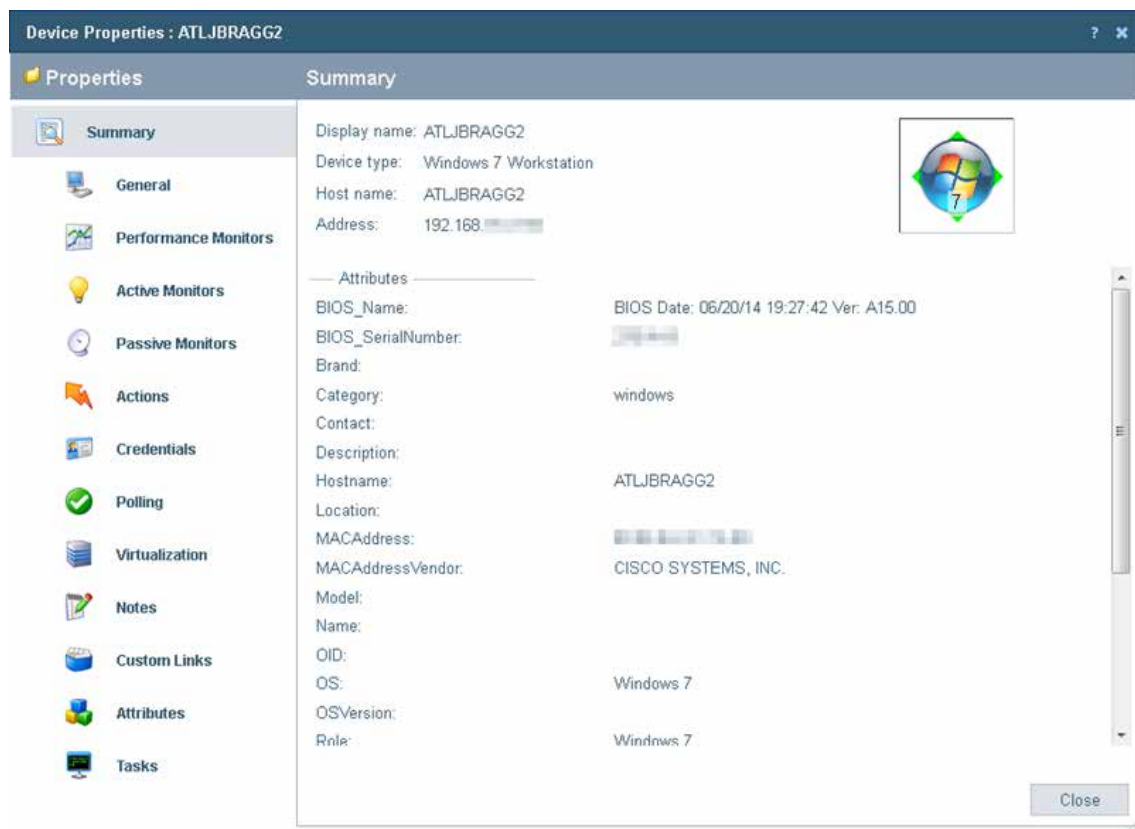 Device Properties : ATLJBRAGG2
?
Properties
Summary
Summary
General
Performance Monitors
Active Monitors
Passive Monitors
Actions
Credentials
Polling
Virtualization
Notes
Custom Links
Attributes
Tasks
Display name: ATLJBRAGG2
Device type: Windows 7 Workstation
Host name: ATLJBRAGG2
Address: 192.168.
7
Attributes
BIOS_Name: BIOS Date: 06/20/14 19:27:42 Ver: A15.00
BIOS_SerialNumber:
Brand:
Category: windows
Contact:
Description:
Hostname: ATLJBRAGG2
Location:
MACAddress:
MACAddressVendor: CISCO SYSTEMS, INC.
Model:
Name:
OID:
OS: Windows 7
OSVersion:
Role: Windows 7
Close